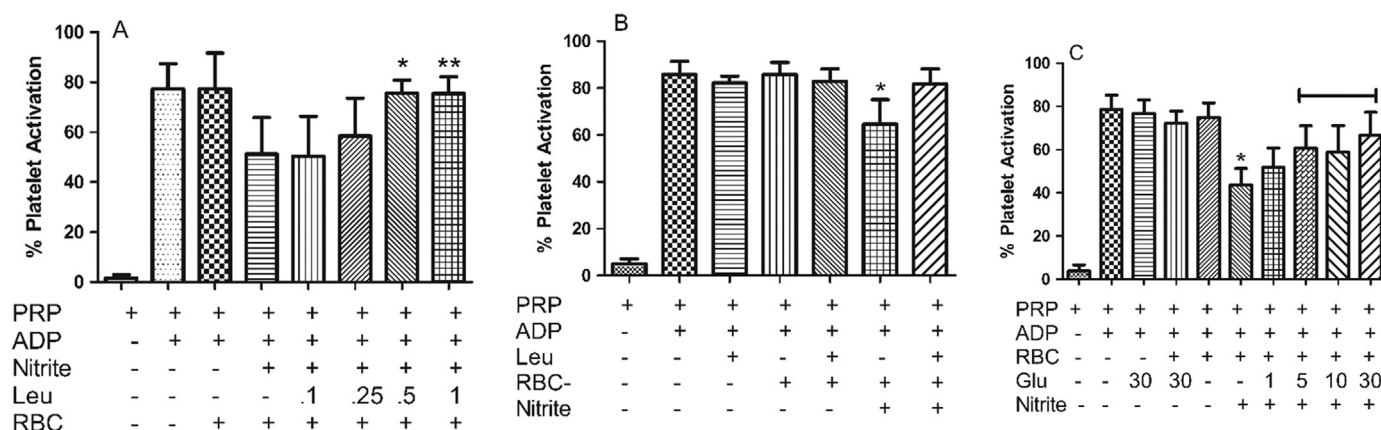 A
% Platelet Activation
100
80
60
40
20
0
* **
PRP + + + + + + + +
ADP - + + + + + + +
Nitrite - - - + + + + +
Leu - - - - .1 .25 .5 1
RBC - - + + + + + +
B
% Platelet Activation
100
80
60
40
20
0
*
PRP + + + + + + +
ADP - + + + + + +
Leu - - + - + - +
RBC- - - - + + + +
Nitrite - - - - - + +
C
% Platelet Activation
100
80
60
40
20
0
*
PRP + + + + + + + + + +
ADP - + + + + + + + + +
RBC - - - + + + + + + +
Glu - - 30 30 - - 1 5 10 30
Nitrite - - - - - + + + + +